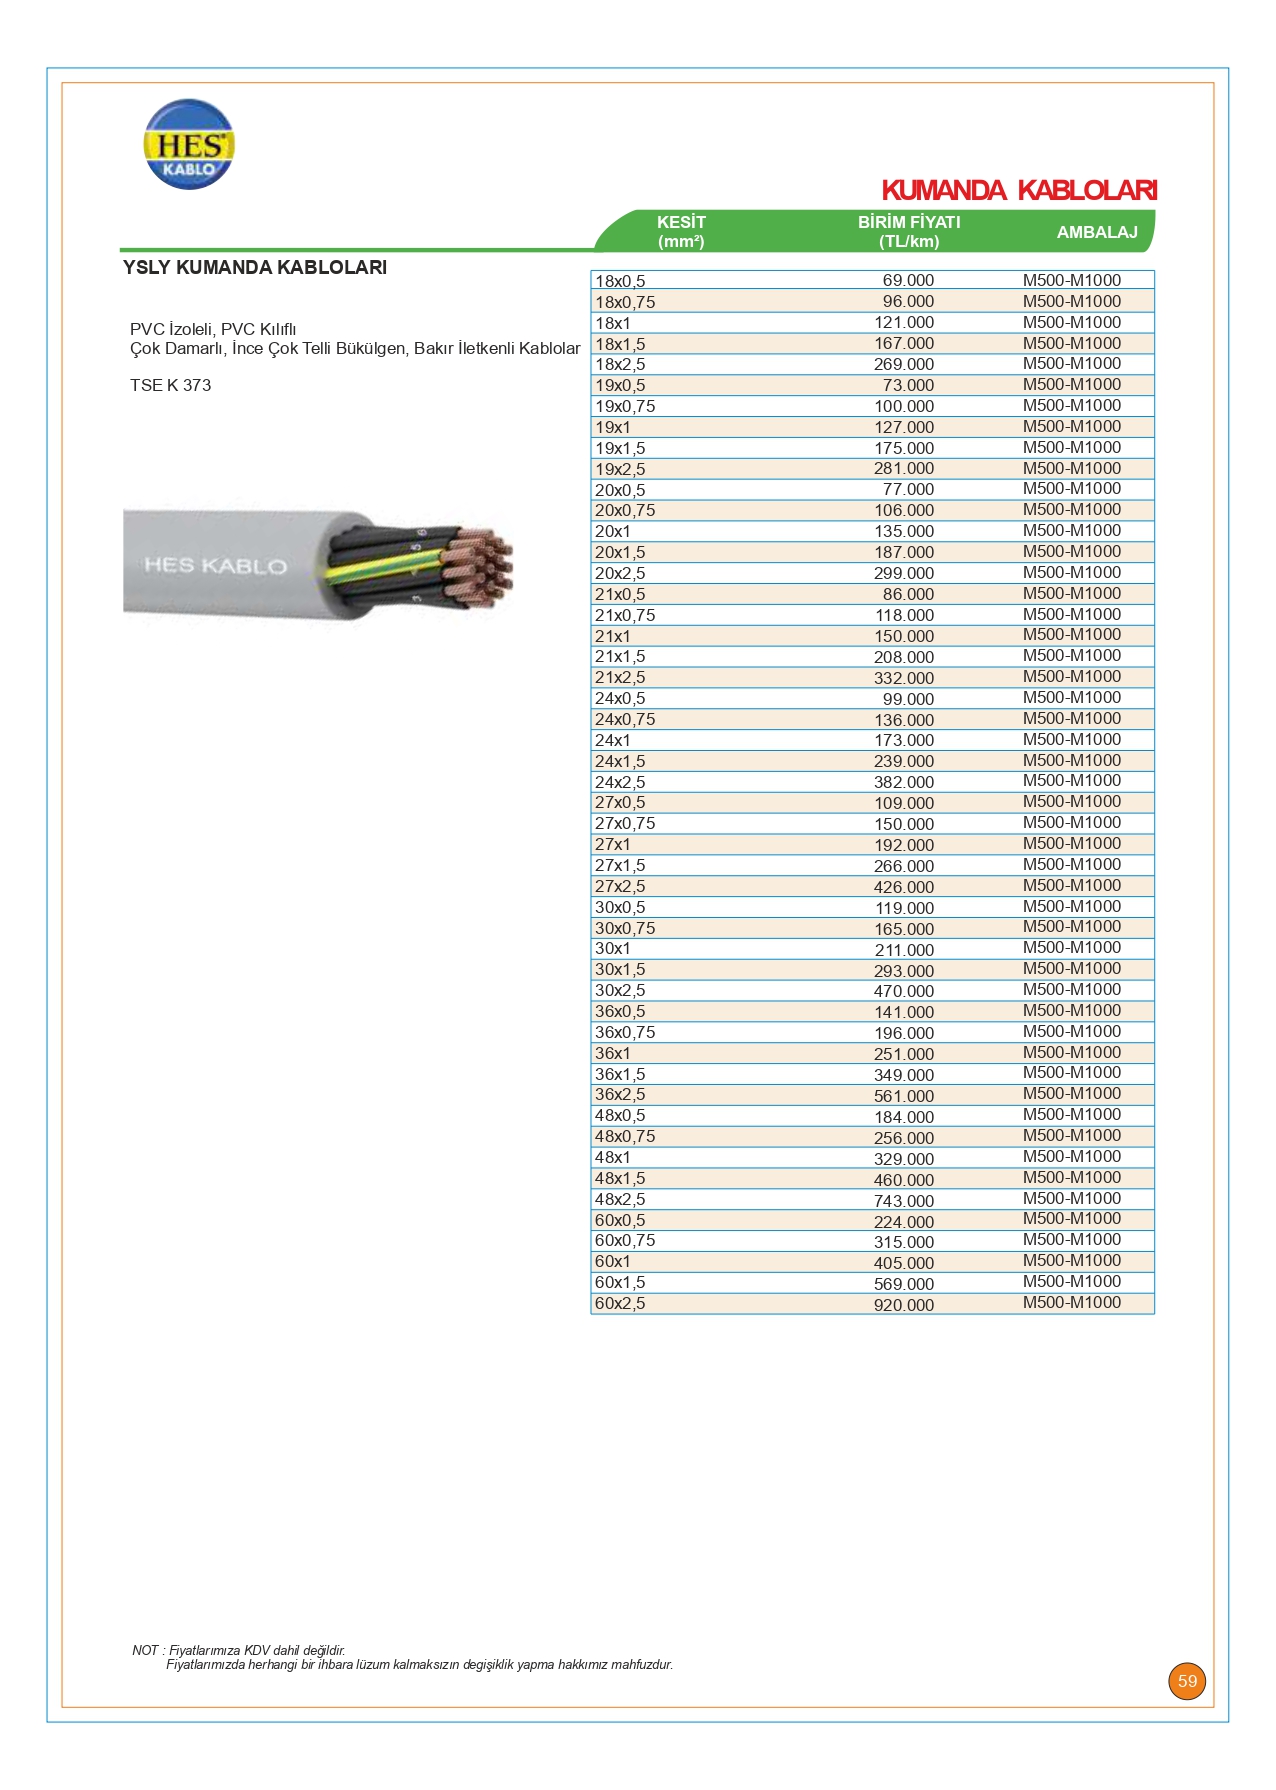 HES
KABLO
KUMANDA KABLOLARI
KESİT BİRİM FİYATI AMBALAJ
(mm²) (TL/km)
YSLY KUMANDA KABLOLARI
PVC İzoleli, PVC Kılıflı
Çok Damarlı, İnce Çok Telli Bükülgen, Bakır İletkenli Kablolar
TSE K 373
HES KABLO
18x0,5 69.000 M500-M1000
18x0,75 96.000 M500-M1000
18x1 121.000 M500-M1000
18x1,5 167.000 M500-M1000
18x2,5 269.000 M500-M1000
19x0,5 73.000 M500-M1000
19x0,75 100.000 M500-M1000
19x1 127.000 M500-M1000
19x1,5 175.000 M500-M1000
19x2,5 281.000 M500-M1000
20x0,5 77.000 M500-M1000
20x0,75 106.000 M500-M1000
20x1 135.000 M500-M1000
20x1,5 187.000 M500-M1000
20x2,5 299.000 M500-M1000
21x0,5 86.000 M500-M1000
21x0,75 118.000 M500-M1000
21x1 150.000 M500-M1000
21x1,5 208.000 M500-M1000
21x2,5 332.000 M500-M1000
24x0,5 99.000 M500-M1000
24x0,75 136.000 M500-M1000
24x1 173.000 M500-M1000
24x1,5 239.000 M500-M1000
24x2,5 382.000 M500-M1000
27x0,5 109.000 M500-M1000
27x0,75 150.000 M500-M1000
27x1 192.000 M500-M1000
27x1,5 266.000 M500-M1000
27x2,5 426.000 M500-M1000
30x0,5 119.000 M500-M1000
30x0,75 165.000 M500-M1000
30x1 211.000 M500-M1000
30x1,5 293.000 M500-M1000
30x2,5 470.000 M500-M1000
36x0,5 141.000 M500-M1000
36x0,75 196.000 M500-M1000
36x1 251.000 M500-M1000
36x1,5 349.000 M500-M1000
36x2,5 561.000 M500-M1000
48x0,5 184.000 M500-M1000
48x0,75 256.000 M500-M1000
48x1 329.000 M500-M1000
48x1,5 460.000 M500-M1000
48x2,5 743.000 M500-M1000
60x0,5 224.000 M500-M1000
60x0,75 315.000 M500-M1000
60x1 405.000 M500-M1000
60x1,5 569.000 M500-M1000
60x2,5 920.000 M500-M1000
NOT : Fiyatlarımıza KDV dahil değildir.
Fiyatlarımızda herhangi bir ihbara lüzum kalmaksızın degişiklik yapma hakkımız mahfuzdur.
59